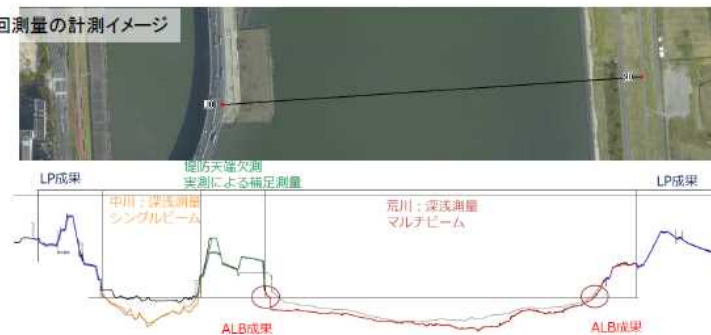 回測量の計測イメージ
堤防天端欠測
実測による補足測量
LP成果
中川：深浅測量
シングルビーム
荒川：深浅測量
マルチビーム
LP成果
ALB成果
ALB成果